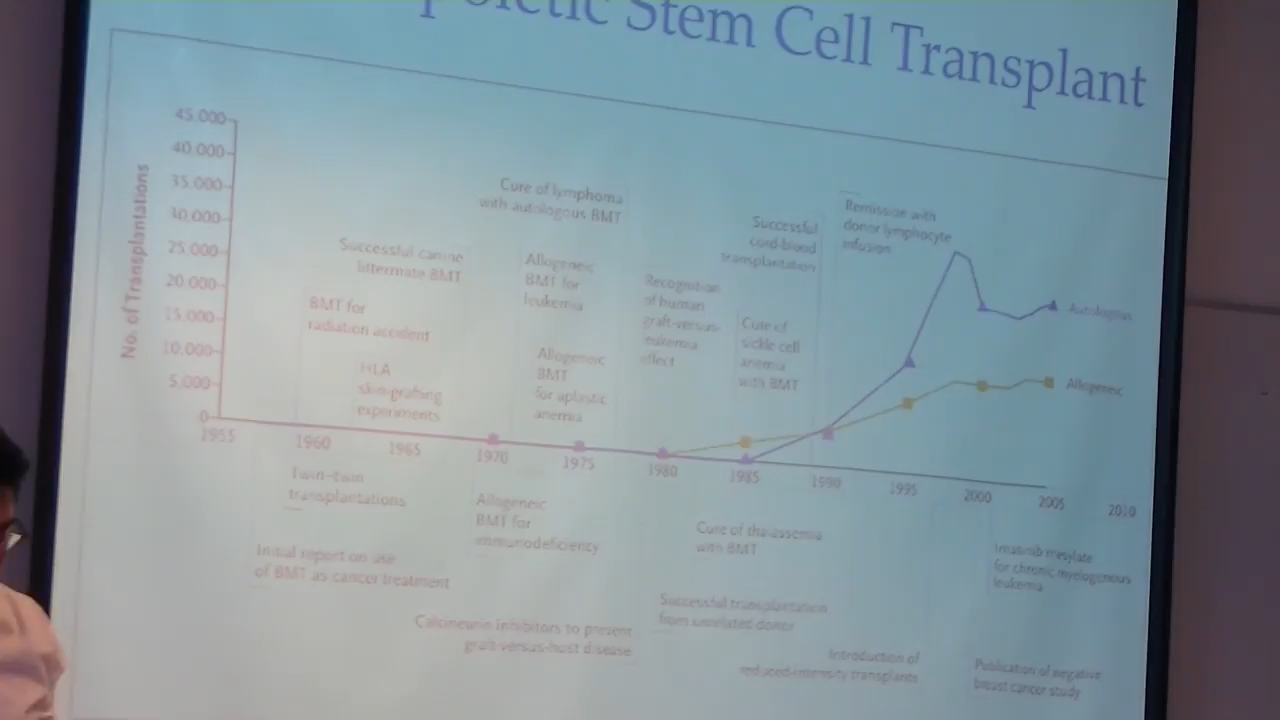 poietic Stem Cell Transplant
No. of Transplantations
45,000
40,000
35,000
30,000
25,000
20,000
15,000
10,000
5,000
0
1955
1960
1965
1970
1975
1980
1985
1990
1995
2000
2005
2010
Cure of lymphoma
with autologous BMT
Successful canine
littermate BMT
BMT for
radiation accident
HLA
skin-grafting
experiments
Allogeneic
BMT for
leukemia
Allogeneic
BMT
for aplastic
anemia
Recognition
of human
graft-versus-
leukemia
effect
Successful
cord-blood
transplantation
Cure of
sickle cell
anemia
with BMT
Remission with
donor lymphocyte
infusion
Autologous
Allogeneic
Twin–twin
transplantations
Initial report on use
of BMT as cancer treatment
Allogeneic
BMT for
immunodeficiency
Calcineurin inhibitors to prevent
graft-versus-host disease
Cure of thalassemia
with BMT
Successful transplantation
from unrelated donor
Introduction of
reduced-intensity transplants
Imatinib mesylate
for chronic myelogenous
leukemia
Publication of negative
breast cancer study